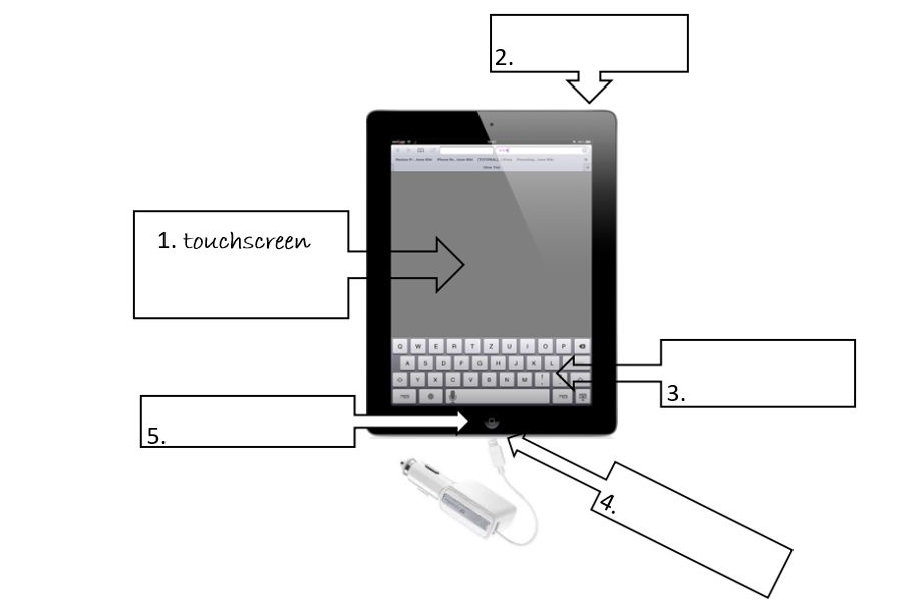 2.
1. touchscreen
Q W E R T Z U I O P
A S D F G H J K L
Y X C V B N M
3.
5.
4.